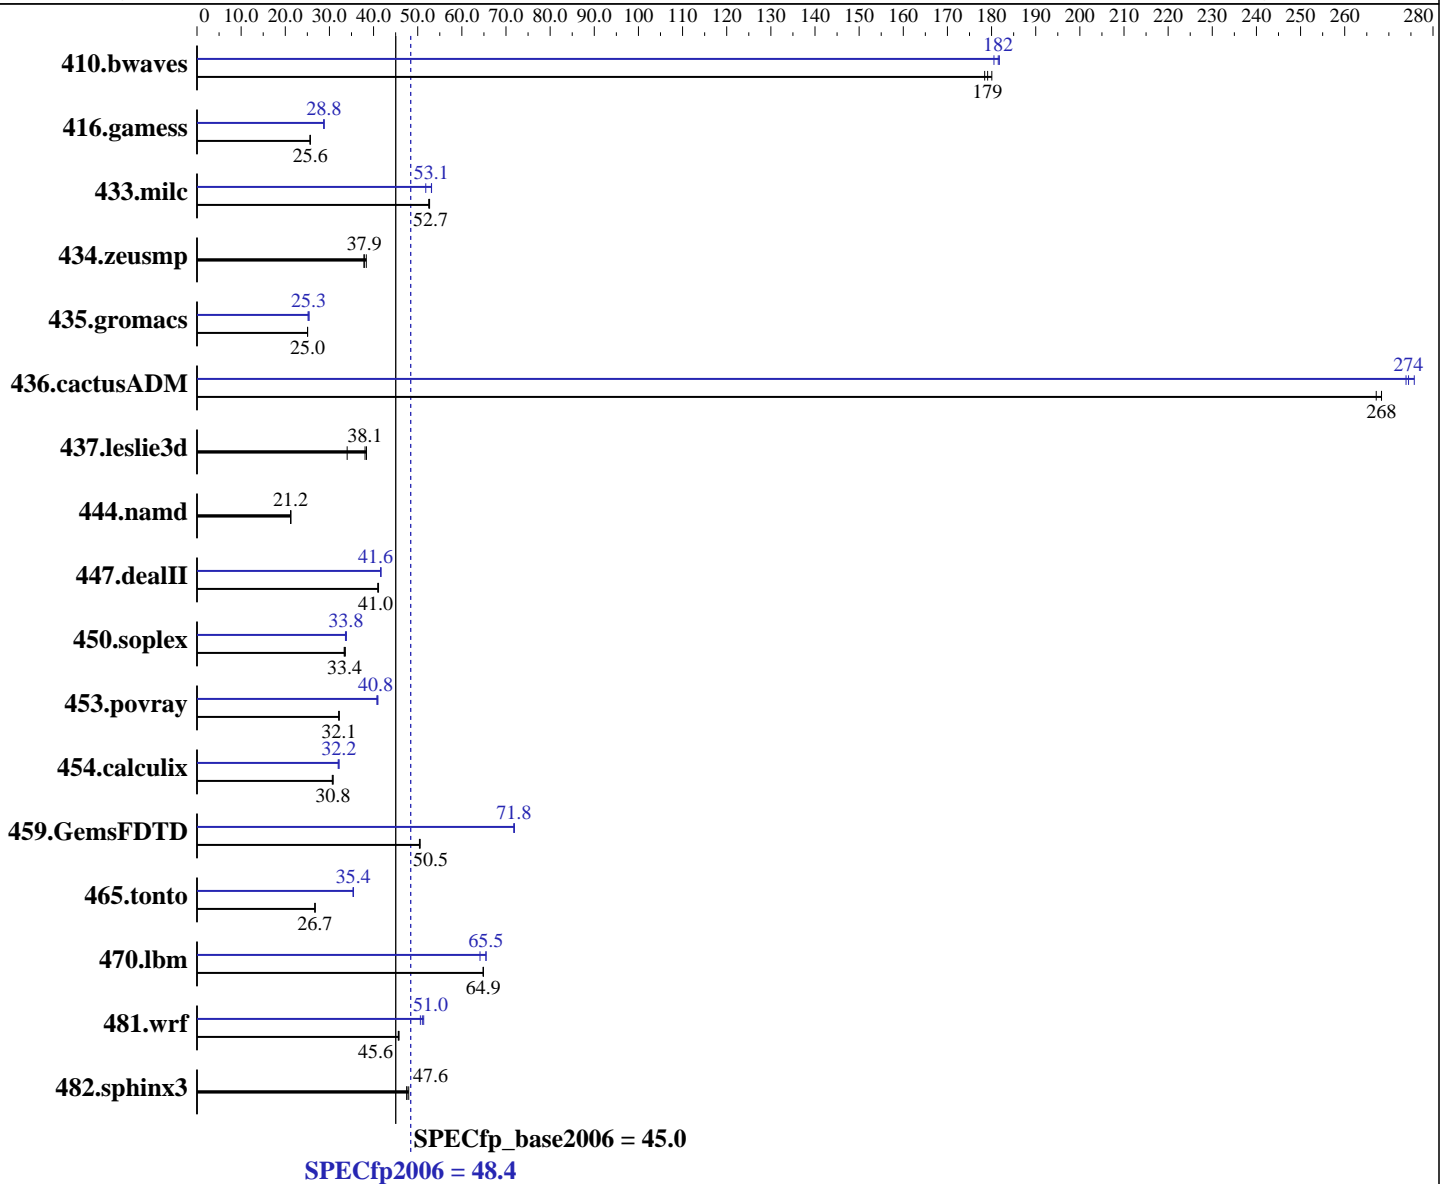 0 10.0 20.0 30.0 40.0 50.0 60.0 70.0 80.0 90.0 100 110 120 130 140 150 160 170 180 190 200 210 220 230 240 250 260 280
410.bwaves 182
179
416.gamess 28.8
25.6
433.milc 53.1
52.7
434.zeusmp 37.9
435.gromacs 25.3
25.0
436.cactusADM 274
268
437.leslie3d 38.1
444.namd 21.2
447.dealII 41.6
41.0
450.soplex 33.8
33.4
453.povray 40.8
32.1
454.calculix 32.2
30.8
459.GemsFDTD 71.8
50.5
465.tonto 35.4
26.7
470.lbm 65.5
64.9
481.wrf 51.0
45.6
482.sphinx3 47.6
SPECfp_base2006 = 45.0
SPECfp2006 = 48.4